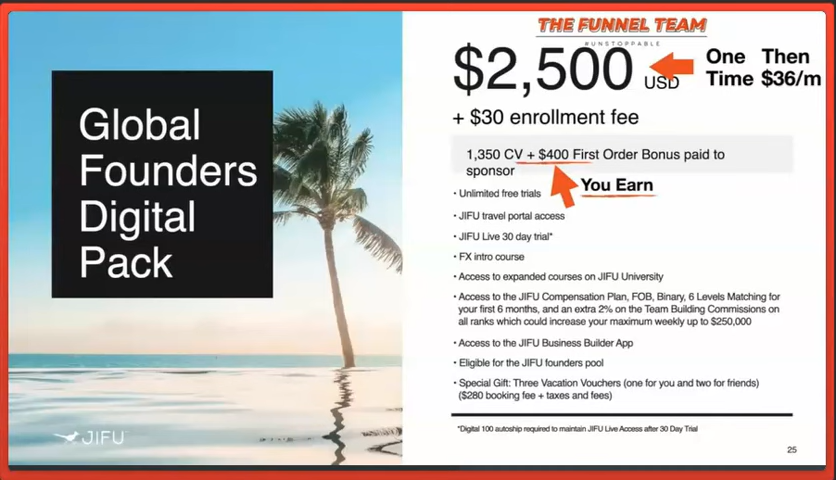 THE FUNNEL TEAM
#UNSTOPPABLE
Global
Founders
Digital
Pack
JIFU
$2,500 USD
One Then
Time $36/m
+ $30 enrollment fee
1,350 CV + $400 First Order Bonus paid to
sponsor
You Earn
• Unlimited free trials
• JIFU travel portal access
• JIFU Live 30 day trial*
• FX intro course
• Access to expanded courses on JIFU University
• Access to the JIFU Compensation Plan, FOB, Binary, 6 Levels Matching for
your first 6 months, and an extra 2% on the Team Building Commissions on
all ranks which could increase your maximum weekly up to $250,000
• Access to the JIFU Business Builder App
• Eligible for the JIFU founders pool
• Special Gift: Three Vacation Vouchers (one for you and two for friends)
($280 booking fee + taxes and fees)
*Digital 100 autoship required to maintain JIFU Live Access after 30 Day Trial
25